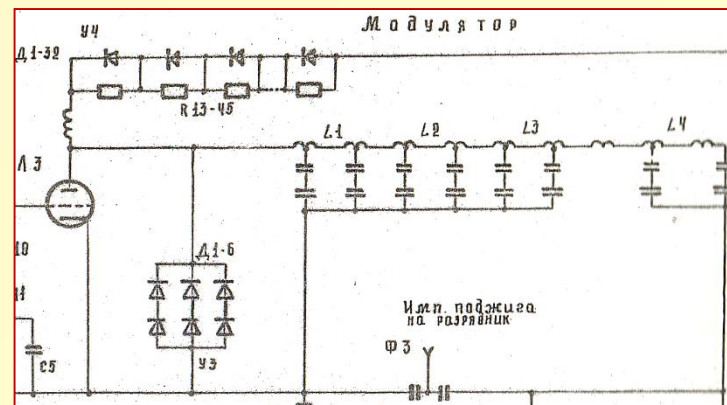 Модулятор
У4
Д1-32
R13-45
L1 L2 L3 L4
Л3
Д1-6
Имп. поджига
на разрядник
Ф3
С5
У3